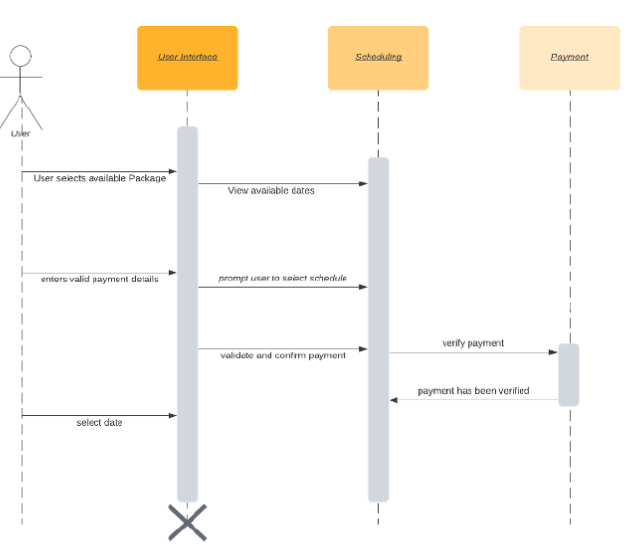 User Interface
Scheduling
Payment
User
User selects available Package
View available dates
enters valid payment details
prompt user to select schedule
validate and confirm payment
verify payment
payment has been verified
select date